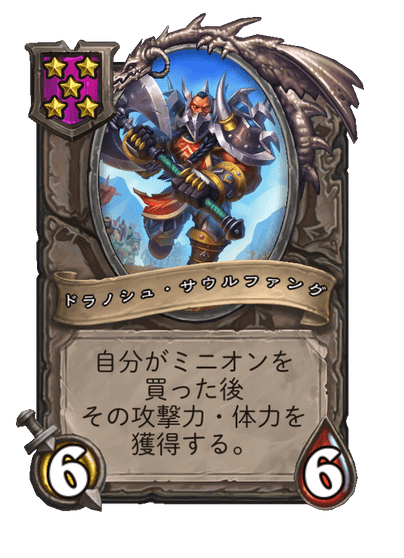 ドラノシュ・サウルファング
自分がミニオンを
買った後
その攻撃力・体力を
獲得する。
6
6